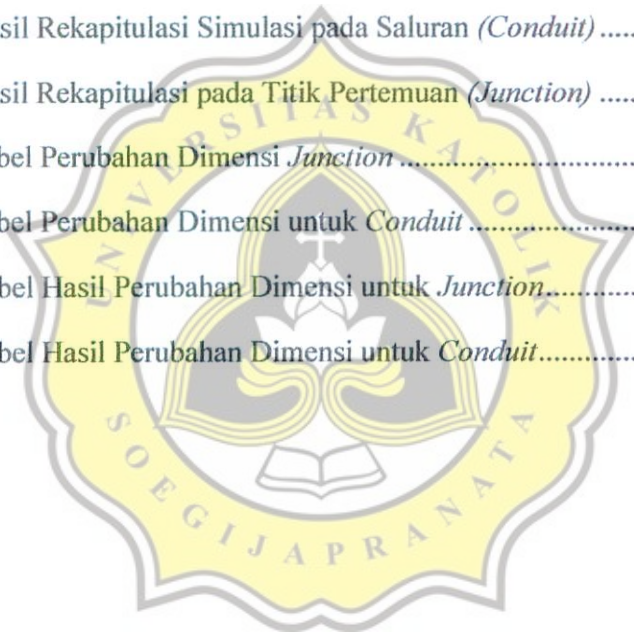 sil Rekapitulasi Simulasi pada Saluran (Conduit) .....
sil Rekapitulasi pada Titik Pertemuan (Junction) .....
bel Perubahan Dimensi Junction ..............................
bel Perubahan Dimensi untuk Conduit .....................
bel Hasil Perubahan Dimensi untuk Junction............
bel Hasil Perubahan Dimensi untuk Conduit.............
UNIVERSITAS KATOLIK
SOEGIJAPRANATA